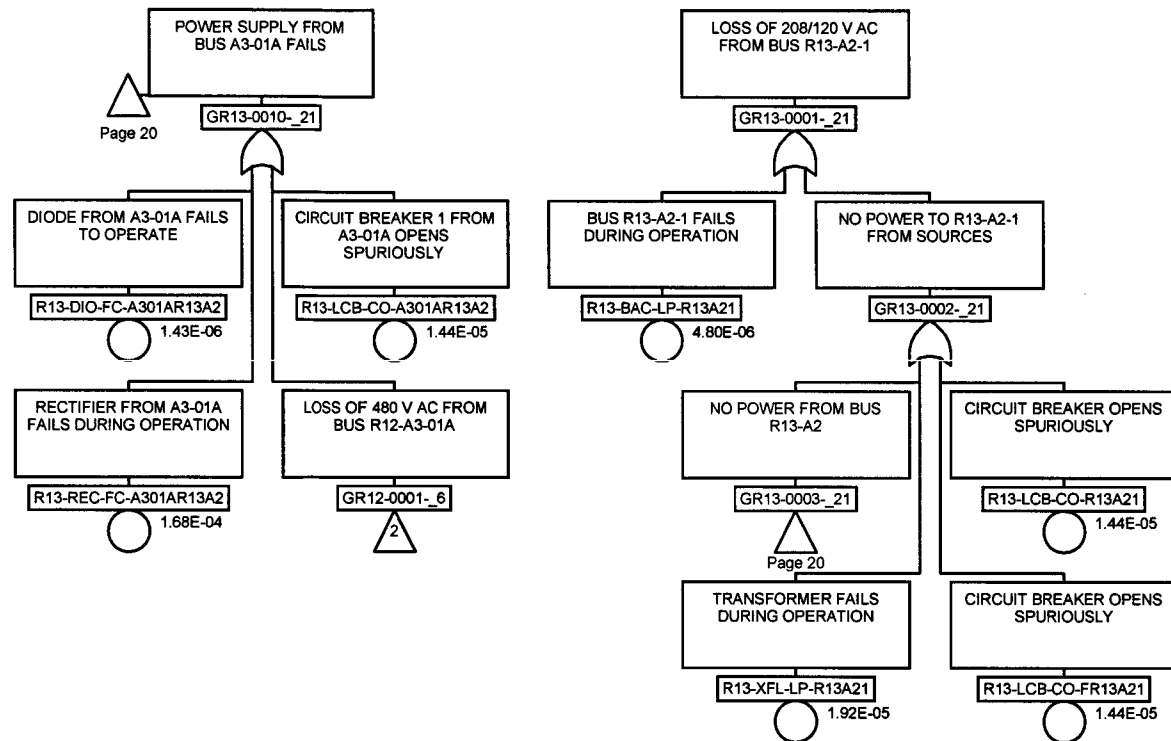 POWER SUPPLY FROM
BUS A3-01A FAILS
Page 20
GR13-0010-_21
DIODE FROM A3-01A FAILS
TO OPERATE
R13-DIO-FC-A301AR13A2
1.43E-06
CIRCUIT BREAKER 1 FROM
A3-01A OPENS
SPURIOUSLY
R13-LCB-CO-A301AR13A2
1.44E-05
RECTIFIER FROM A3-01A
FAILS DURING OPERATION
R13-REC-FC-A301AR13A2
1.68E-04
LOSS OF 480 V AC FROM
BUS R12-A3-01A
GR12-0001-_6
2
LOSS OF 208/120 V AC
FROM BUS R13-A2-1
GR13-0001-_21
BUS R13-A2-1 FAILS
DURING OPERATION
R13-BAC-LP-R13A21
4.80E-06
NO POWER TO R13-A2-1
FROM SOURCES
GR13-0002-_21
NO POWER FROM BUS
R13-A2
GR13-0003-_21
Page 20
CIRCUIT BREAKER OPENS
SPURIOUSLY
R13-LCB-CO-R13A21
1.44E-05
TRANSFORMER FAILS
DURING OPERATION
R13-XFL-LP-R13A21
1.92E-05
CIRCUIT BREAKER OPENS
SPURIOUSLY
R13-LCB-CO-FR13A21
1.44E-05